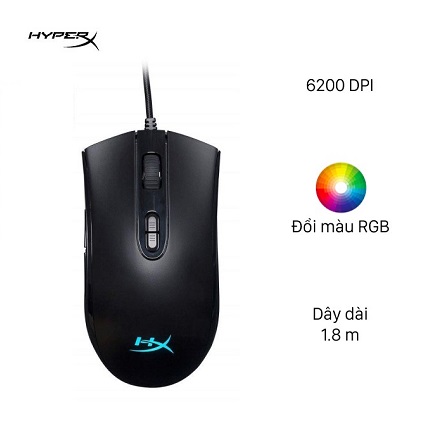 HYPERX
6200 DPI
Đổi màu RGB
Dây dài
1.8 m
HX